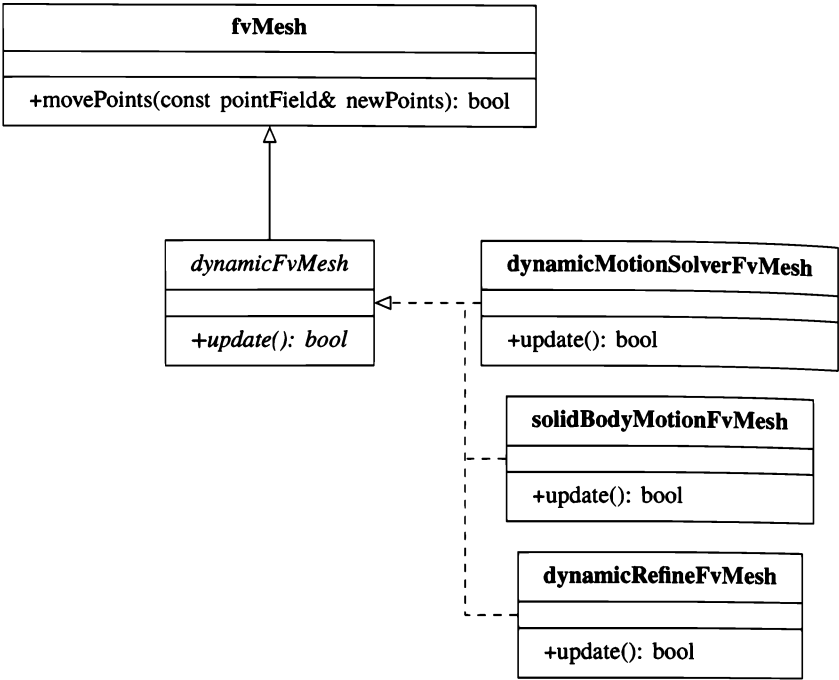 fvMesh
+movePoints(const pointField& newPoints): bool
dynamicFvMesh
+update(): bool
dynamicMotionSolverFvMesh
+update(): bool
solidBodyMotionFvMesh
+update(): bool
dynamicRefineFvMesh
+update(): bool